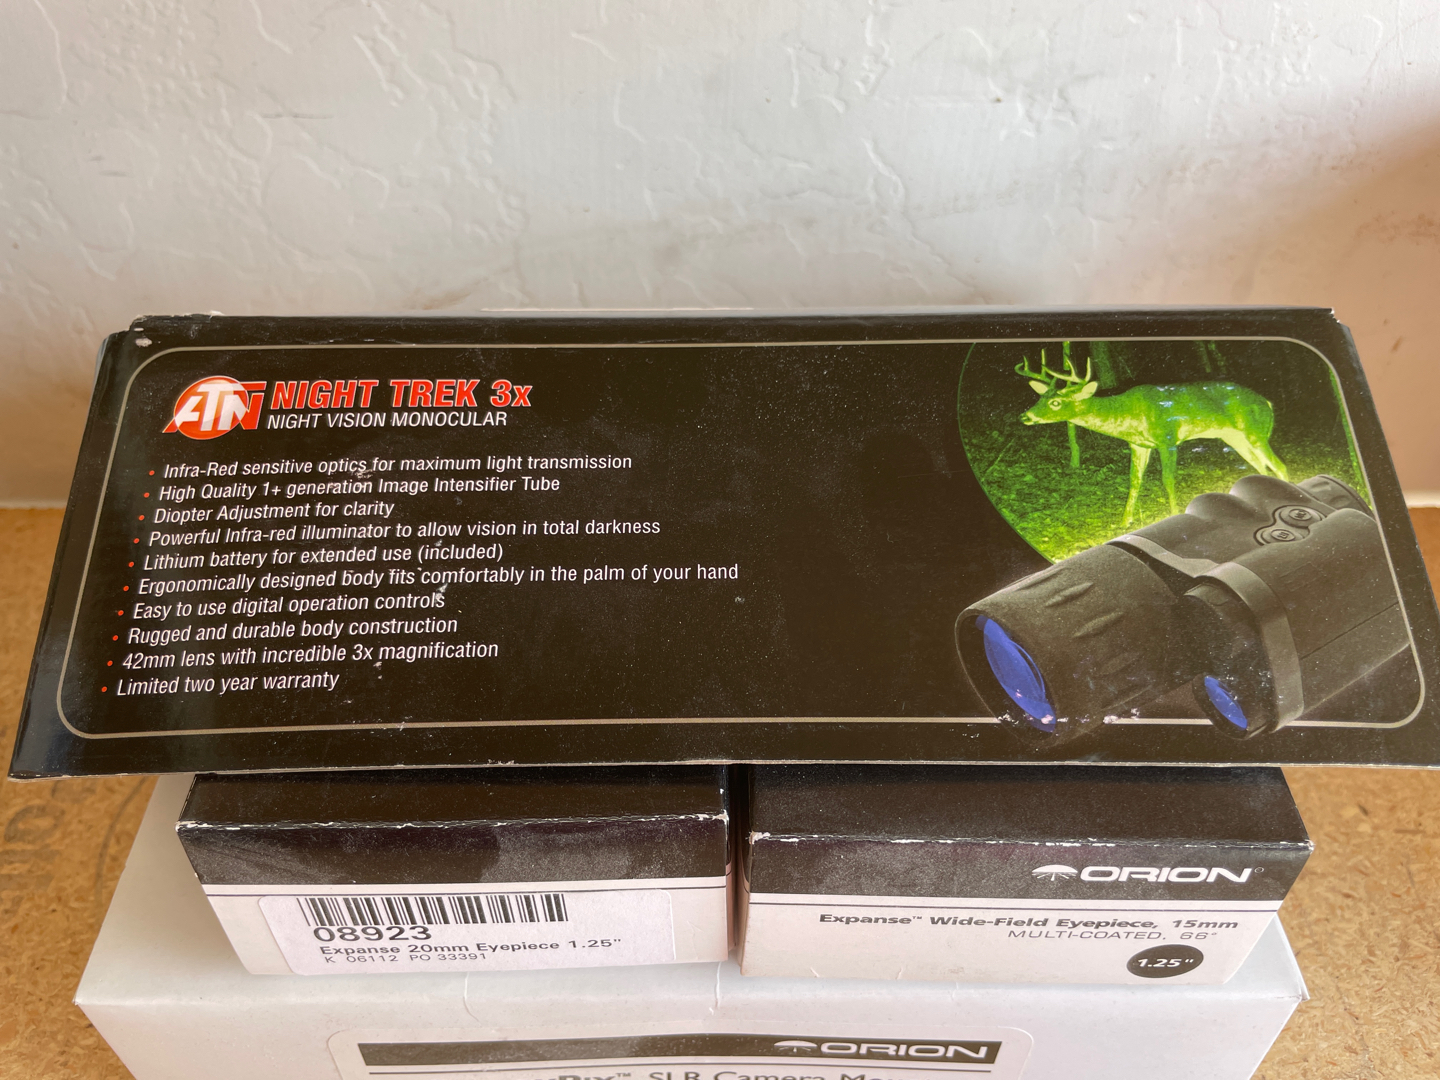 ATN NIGHT TREK 3x
NIGHT VISION MONOCULAR
• Infra-Red sensitive optics for maximum light transmission
• High Quality 1+ generation Image Intensifier Tube
• Diopter Adjustment for clarity
• Powerful Infra-red illuminator to allow vision in total darkness
• Lithium battery for extended use (included)
• Ergonomically designed body fits comfortably in the palm of your hand
• Easy to use digital operation controls
• Rugged and durable body construction
• 42mm lens with incredible 3x magnification
• Limited two year warranty
08923
Expanse 20mm Eyepiece 1.25"
K 06112 PO 33391
ORION
Expanse™ Wide-Field Eyepiece, 15mm
MULTI-COATED, 66°
1.25"
ORION
SLR Camera